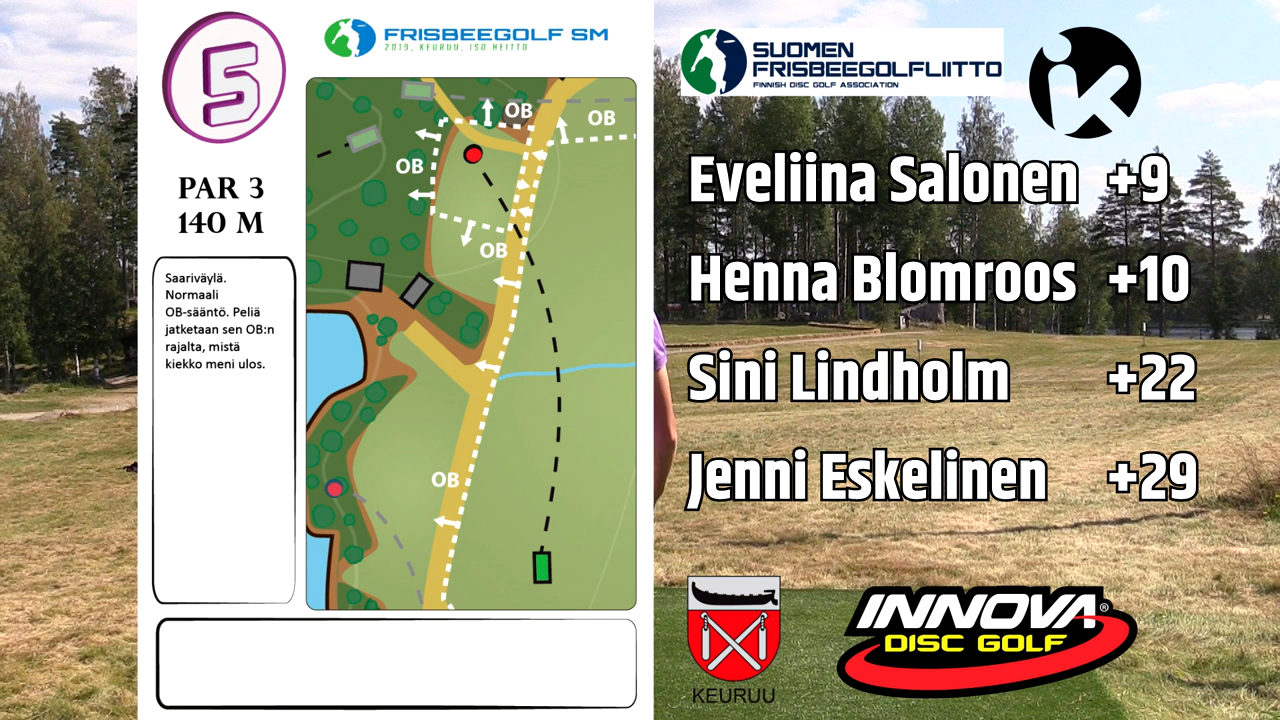 5
PAR 3
140 M
Saariväylä.
Normaali
OB-sääntö. Peliä
jatketaan sen OB:n
rajalta, mistä
kiekko meni ulos.
FRISBEEGOLF SM
2019, KEURUU, ISO HEITTO
OB
OB
OB
OB
OB
SUOMEN
FRISBEEGOLFLIITTO
FINNISH DISC GOLF ASSOCIATION
ik
Eveliina Salonen +9
Henna Blomroos +10
Sini Lindholm +22
Jenni Eskelinen +29
KEURUU
INNOVA®
DISC GOLF